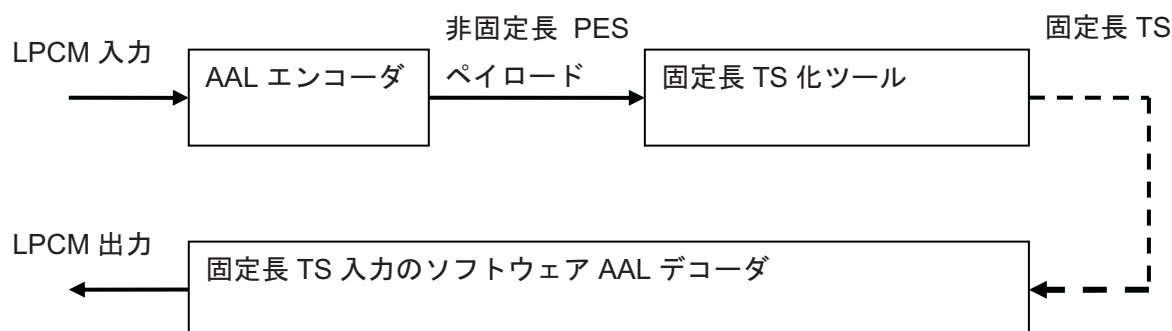 LPCM 入力
AAL エンコーダ
非固定長 PES
ペイロード
固定長 TS 化ツール
固定長 TS
LPCM 出力
固定長 TS 入力のソフトウェア AAL デコーダ